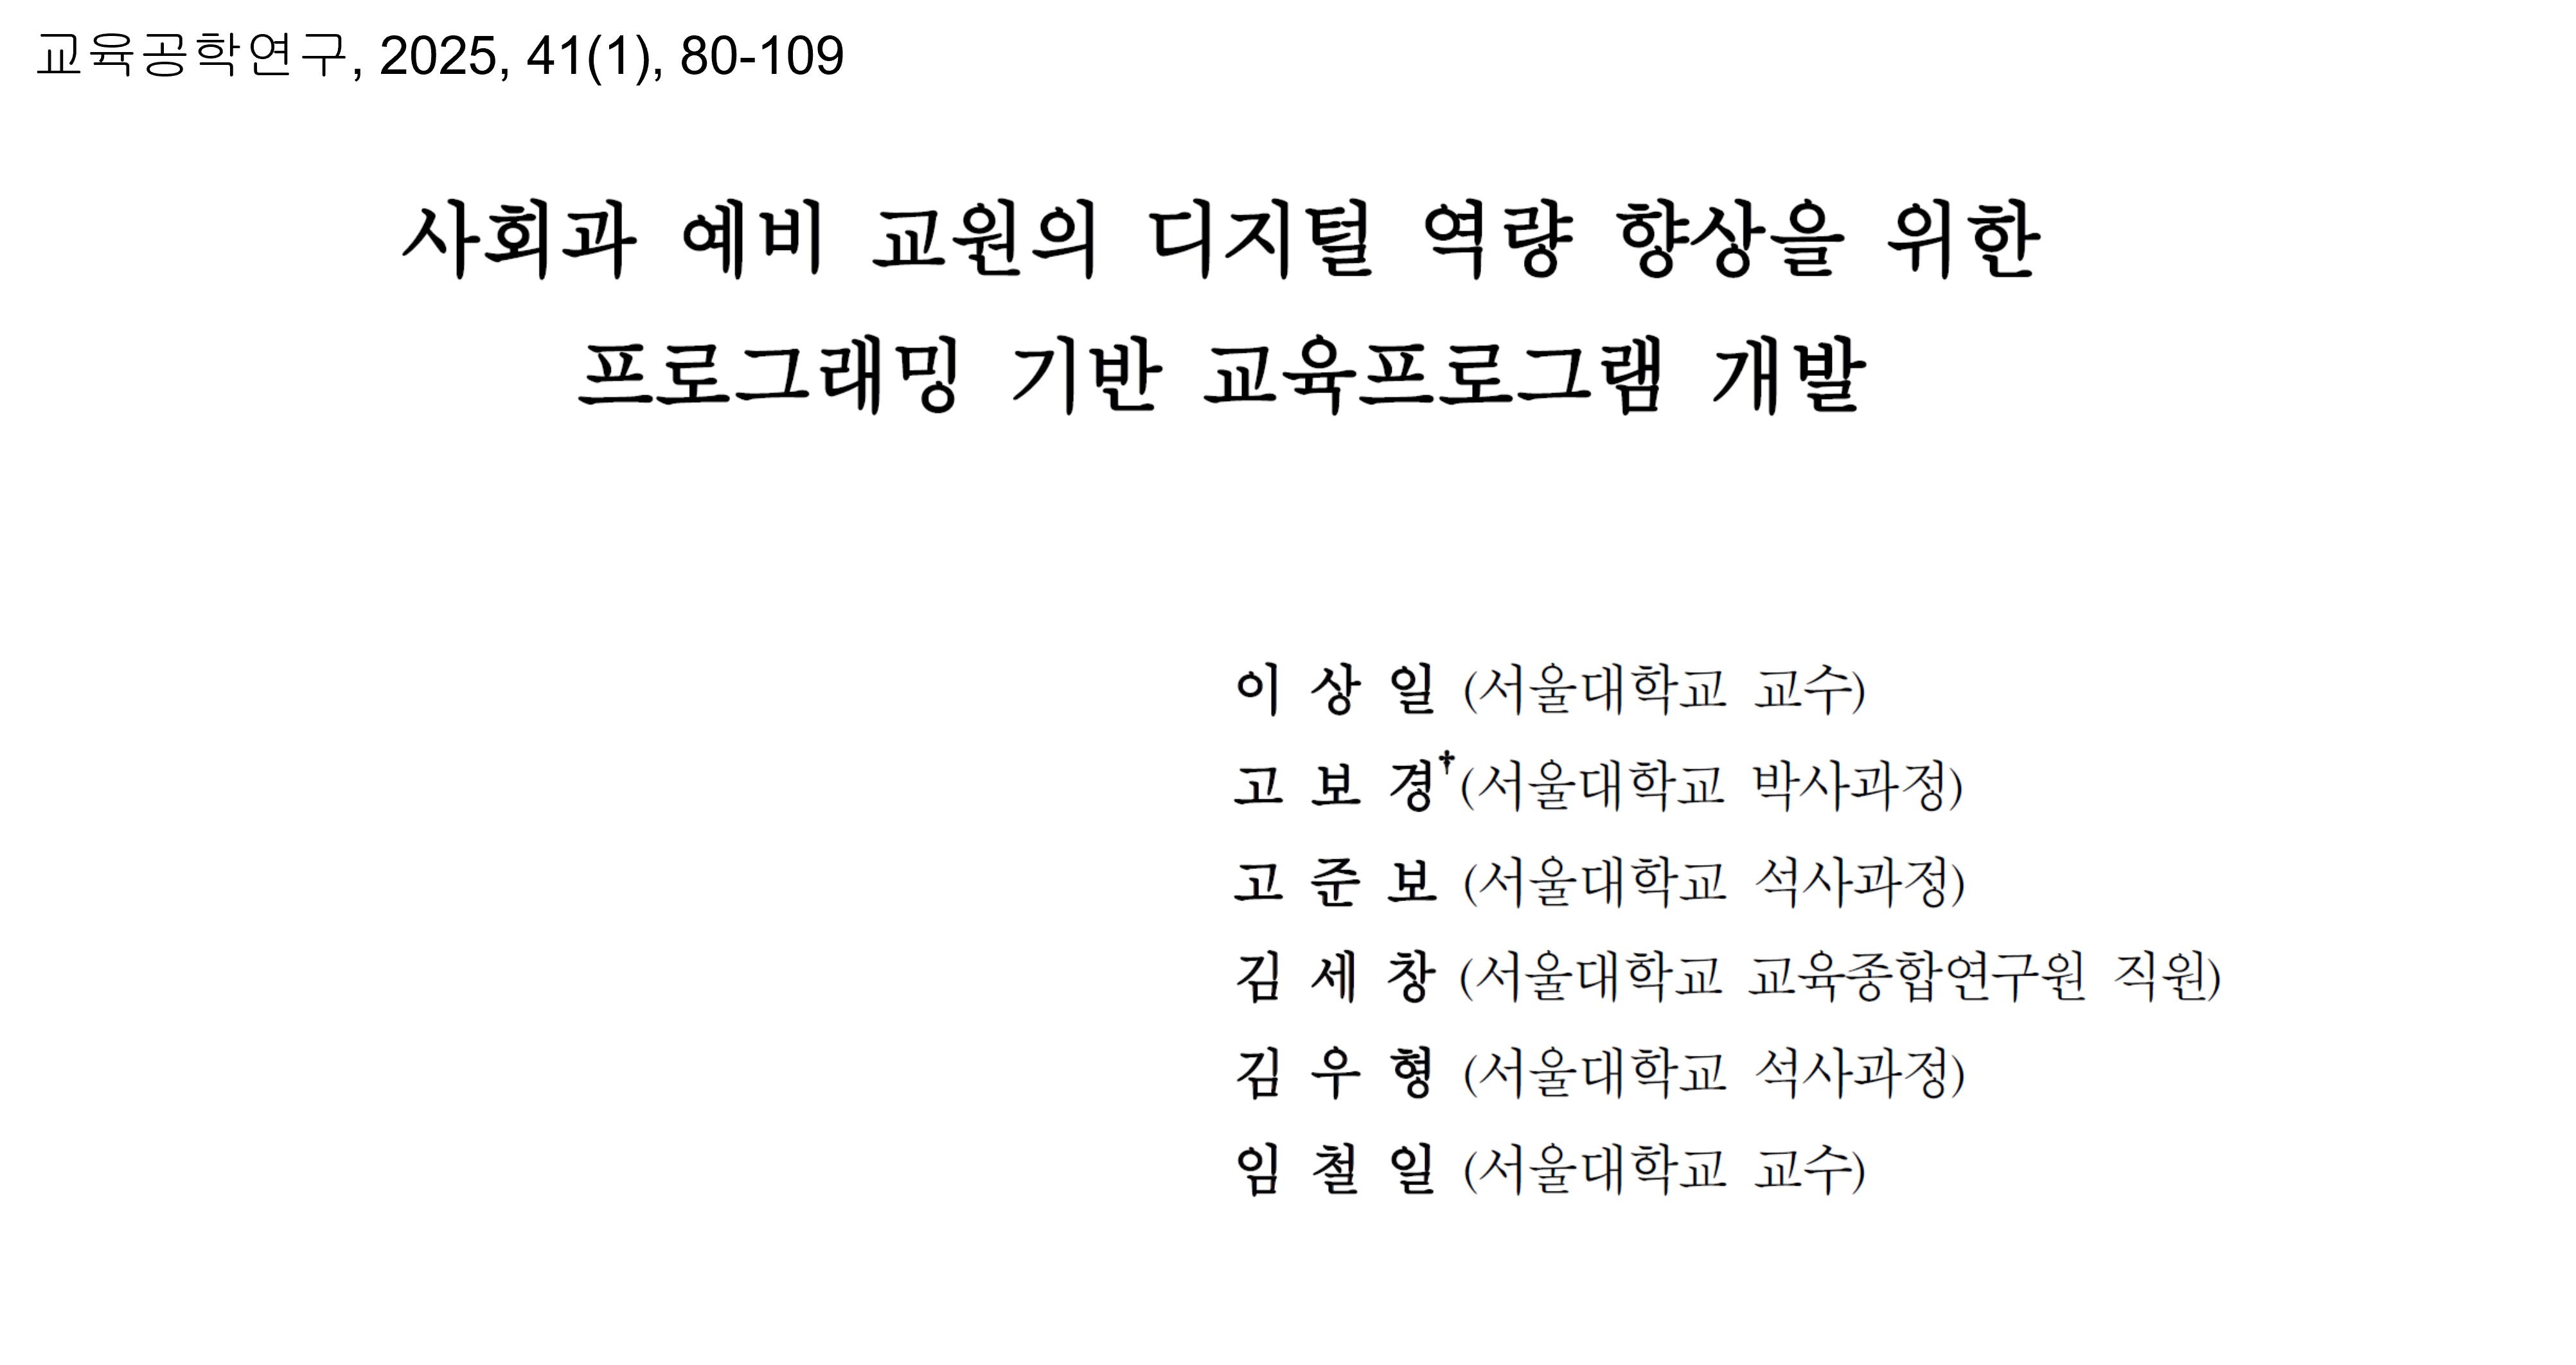 교육공학연구, 2025, 41(1), 80-109
사회과 예비 교원의 디지털 역량 향상을 위한
프로그래밍 기반 교육프로그램 개발
이 상 일 (서울대학교 교수)
고 보 경†(서울대학교 박사과정)
고 준 보 (서울대학교 석사과정)
김 세 창 (서울대학교 교육종합연구원 직원)
김 우 형 (서울대학교 석사과정)
임 철 일 (서울대학교 교수)